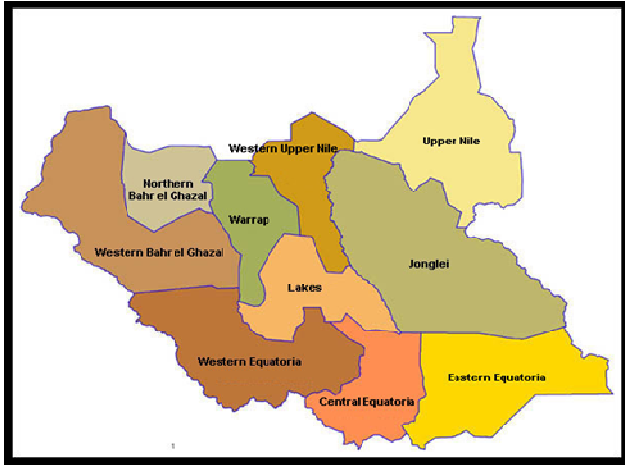 Upper Nile
Western Upper Nile
Northern
Bahr el Ghazal
Warrap
Western Bahr el Ghazal
Jonglei
Lakes
Western Equatoria
Eastern Equatoria
Central Equatoria